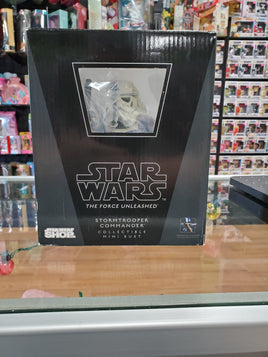 STAR
WARS
THE FORCE UNLEASHED
STORMTROOPER
COMMANDER
COLLECTIBLE
MINI BUST